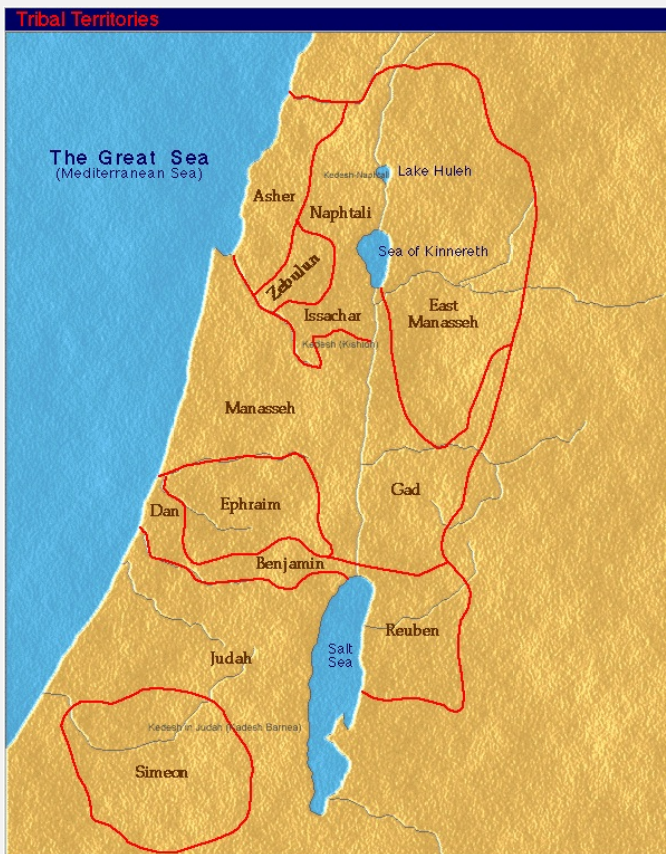 Tribal Territories
The Great Sea
(Mediterranean Sea)
Lake Huleh
Kedesh-Naphtali
Asher
Naphtali
Sea of Kinnereth
Zebulun
East
Manasseh
Issachar
Kedesh (Kishion)
Manasseh
Gad
Ephraim
Dan
Benjamin
Reuben
Salt
Sea
Judah
Kedesh in Judah (Kadesh Barnea)
Simeon